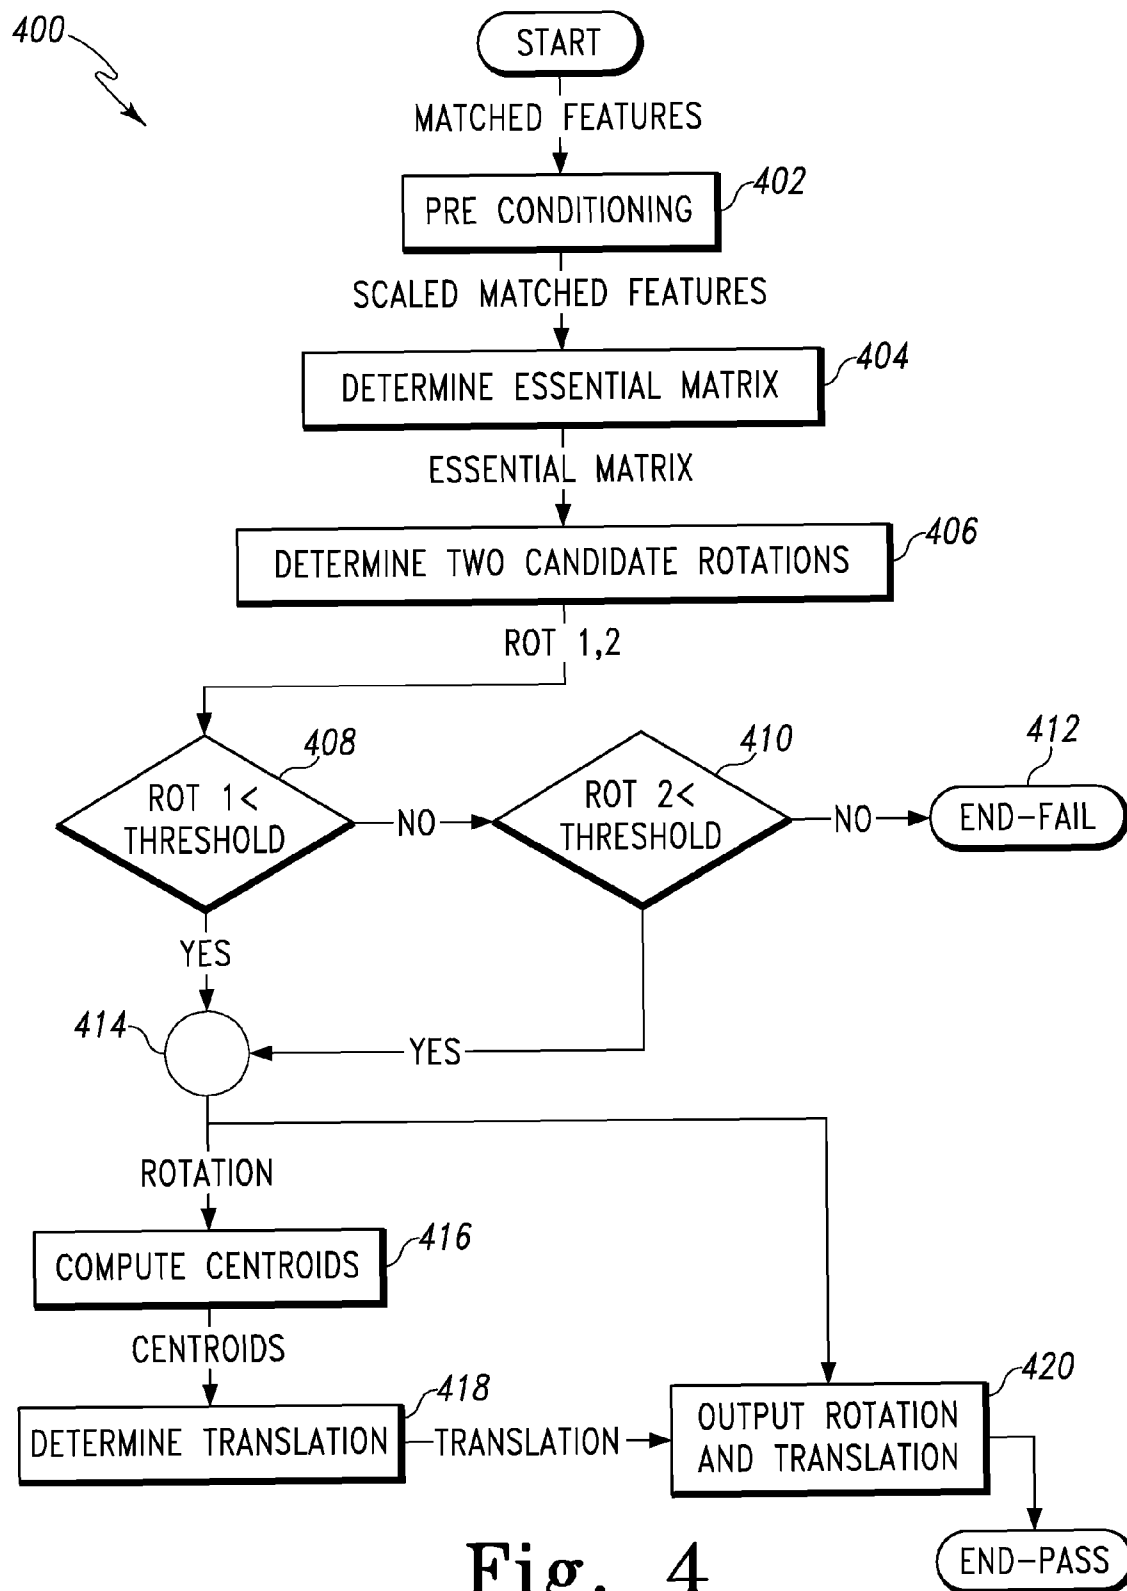 400
START
MATCHED FEATURES
402
PRE CONDITIONING
SCALED MATCHED FEATURES
404
DETERMINE ESSENTIAL MATRIX
ESSENTIAL MATRIX
406
DETERMINE TWO CANDIDATE ROTATIONS
ROT 1,2
408
ROT 1<
THRESHOLD
NO
410
ROT 2<
THRESHOLD
NO
412
END-FAIL
YES
414
YES
ROTATION
416
COMPUTE CENTROIDS
CENTROIDS
418
DETERMINE TRANSLATION
TRANSLATION
420
OUTPUT ROTATION
AND TRANSLATION
END-PASS
Fig. 4